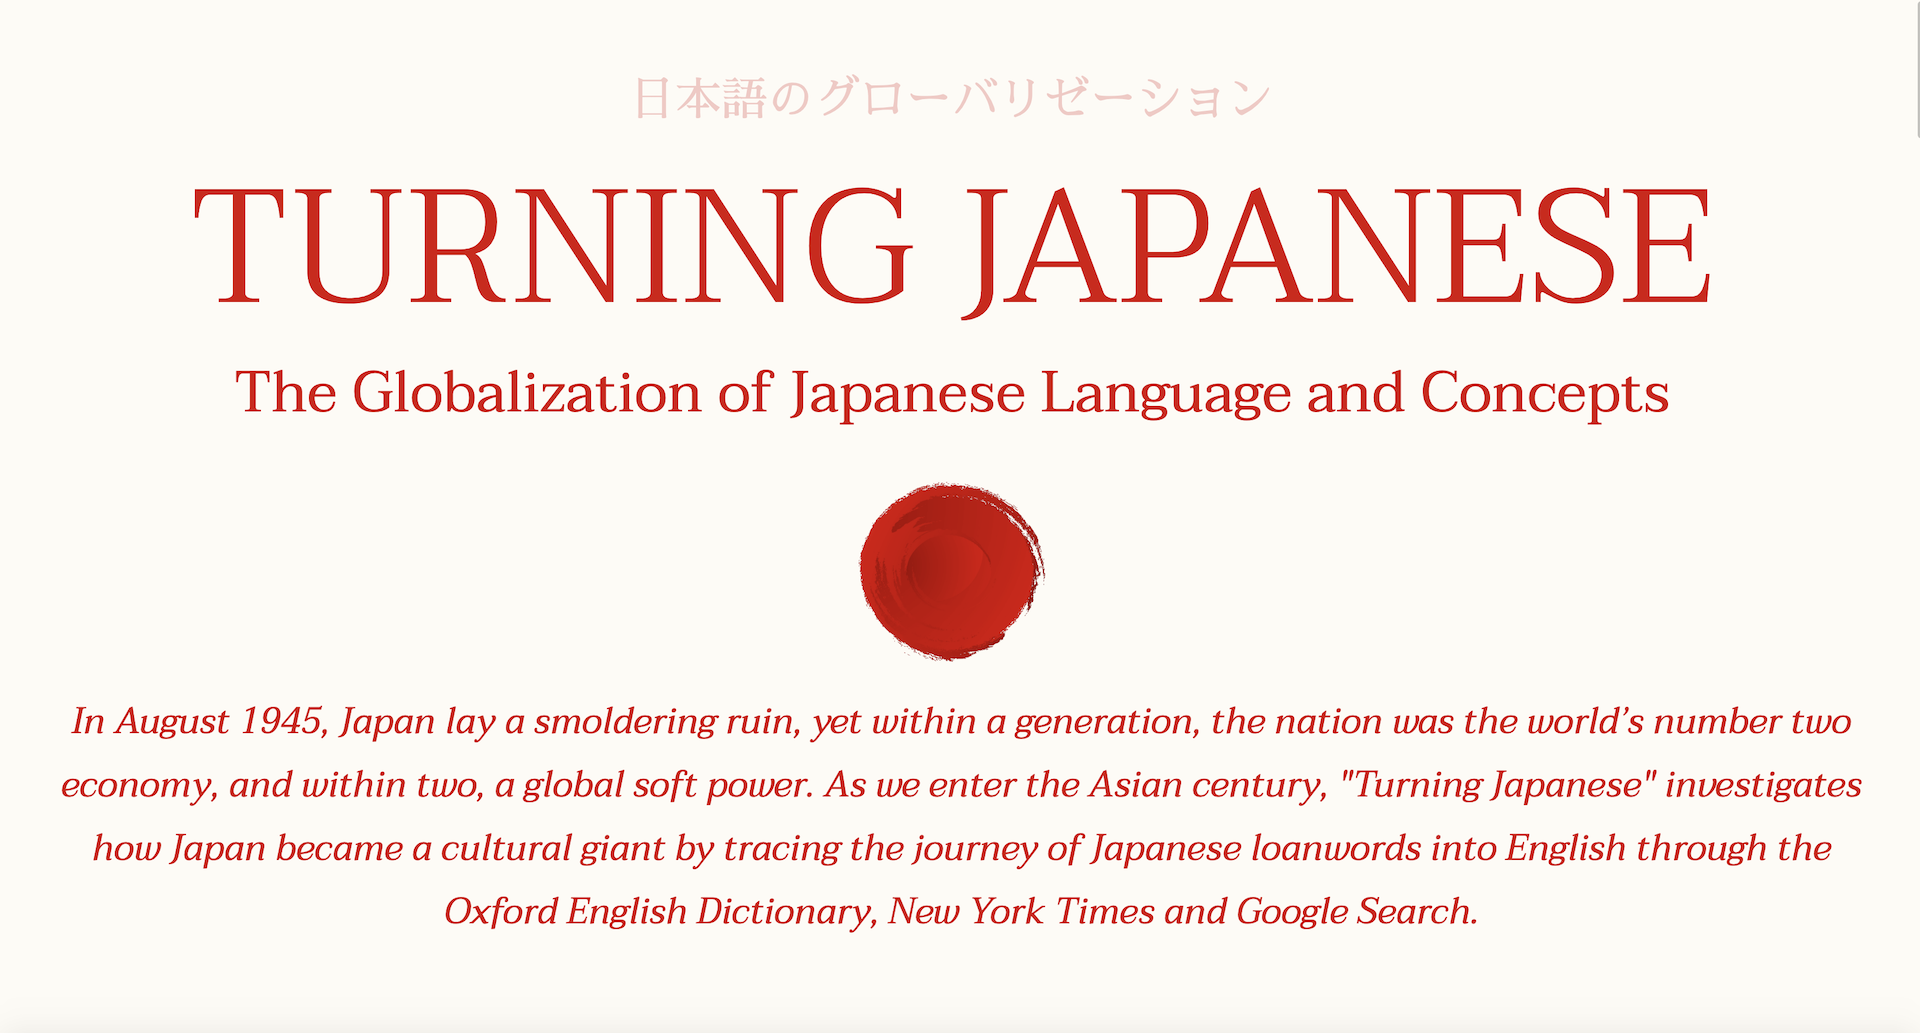 日本語のグローバリゼーション
TURNING JAPANESE
The Globalization of Japanese Language and Concepts
In August 1945, Japan lay a smoldering ruin, yet within a generation, the nation was the world’s number two
economy, and within two, a global soft power. As we enter the Asian century, "Turning Japanese" investigates
how Japan became a cultural giant by tracing the journey of Japanese loanwords into English through the
Oxford English Dictionary, New York Times and Google Search.